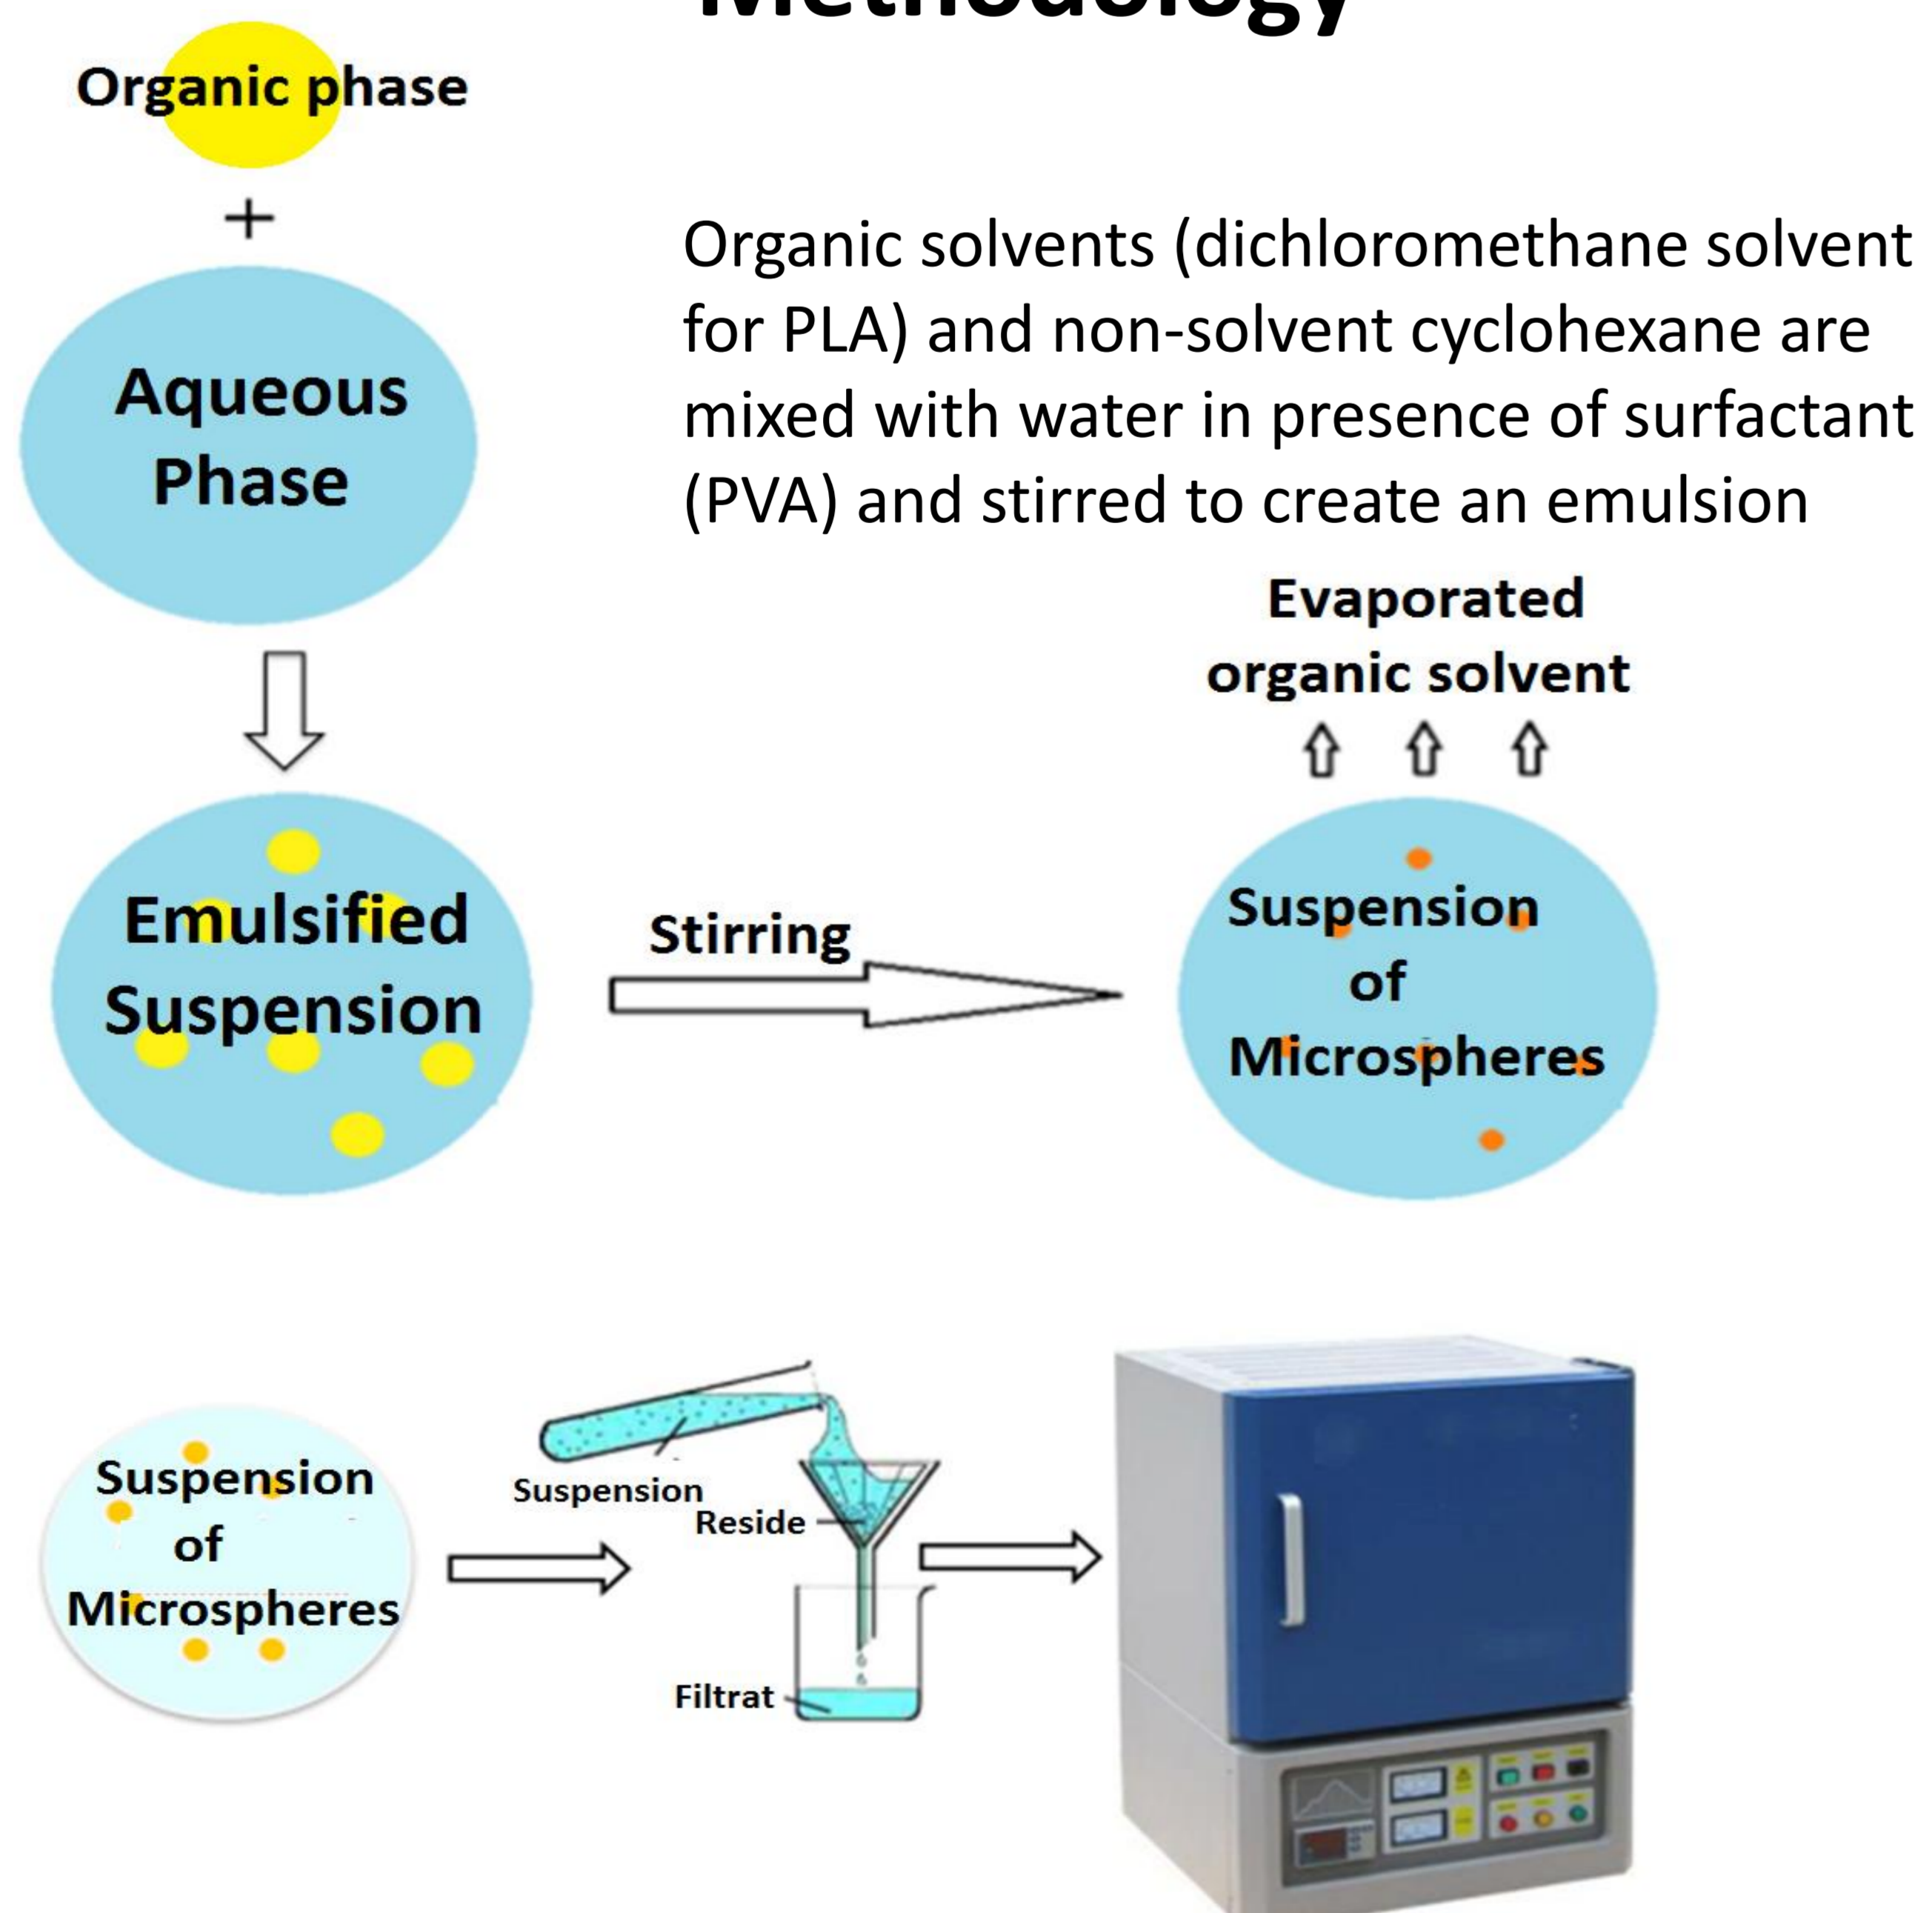 Methodology
Organic phase
+
Aqueous
Phase
Organic solvents (dichloromethane solvent
for PLA) and non-solvent cyclohexane are
mixed with water in presence of surfactant
(PVA) and stirred to create an emulsion
Evaporated
organic solvent
Emulsified
Suspension
Stirring
Suspension
of
Microspheres
Suspension
of
Microspheres
Suspension
Reside
Filtrat